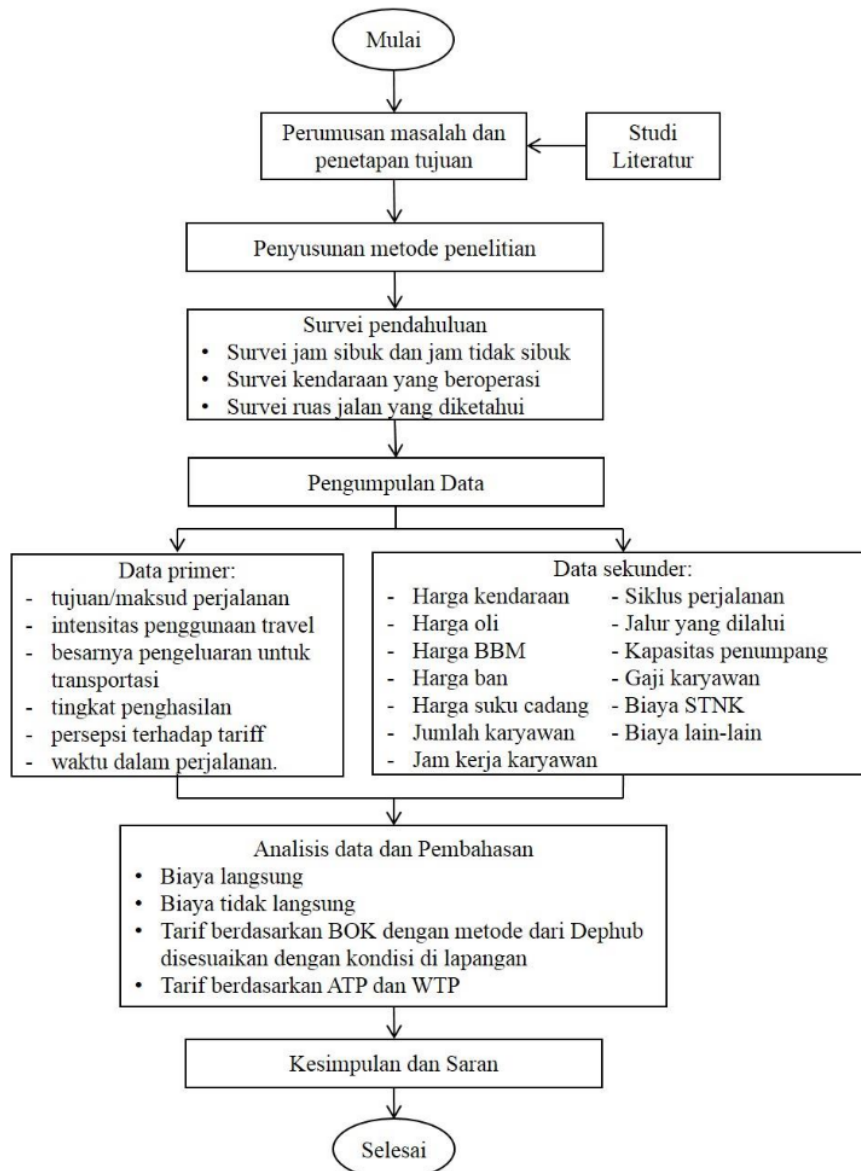 Mulai
Perumusan masalah dan
penetapan tujuan
Studi
Literatur
Penyusunan metode penelitian
Survei pendahuluan
• Survei jam sibuk dan jam tidak sibuk
• Survei kendaraan yang beroperasi
• Survei ruas jalan yang diketahui
Pengumpulan Data
Data primer:
- tujuan/maksud perjalanan
- intensitas penggunaan travel
- besarnya pengeluaran untuk
transportasi
- tingkat penghasilan
- persepsi terhadap tariff
- waktu dalam perjalanan.
Data sekunder:
- Harga kendaraan
- Harga oli
- Harga BBM
- Harga ban
- Harga suku cadang
- Jumlah karyawan
- Jam kerja karyawan
- Siklus perjalanan
- Jalur yang dilalui
- Kapasitas penumpang
- Gaji karyawan
- Biaya STNK
- Biaya lain-lain
Analisis data dan Pembahasan
• Biaya langsung
• Biaya tidak langsung
• Tarif berdasarkan BOK dengan metode dari Dephub
disesuaikan dengan kondisi di lapangan
• Tarif berdasarkan ATP dan WTP
Kesimpulan dan Saran
Selesai